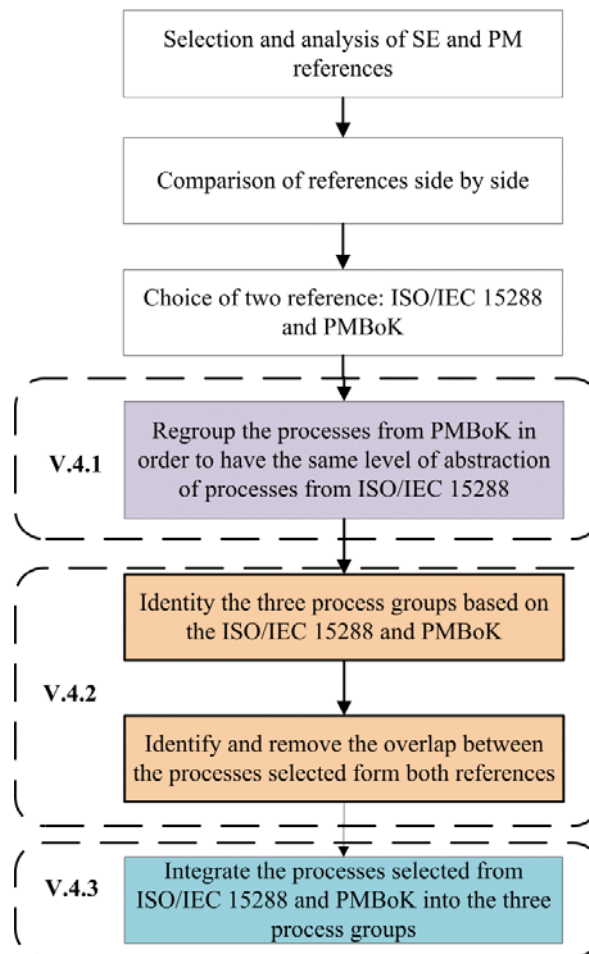 Selection and analysis of SE and PM
references
Comparison of references side by side
Choice of two reference: ISO/IEC 15288
and PMBoK
V.4.1
Regroup the processes from PMBoK in
order to have the same level of abstraction
of processes from ISO/IEC 15288
V.4.2
Identity the three process groups based on
the ISO/IEC 15288 and PMBoK
Identify and remove the overlap between
the processes selected form both references
V.4.3
Integrate the processes selected from
ISO/IEC 15288 and PMBoK into the three
process groups